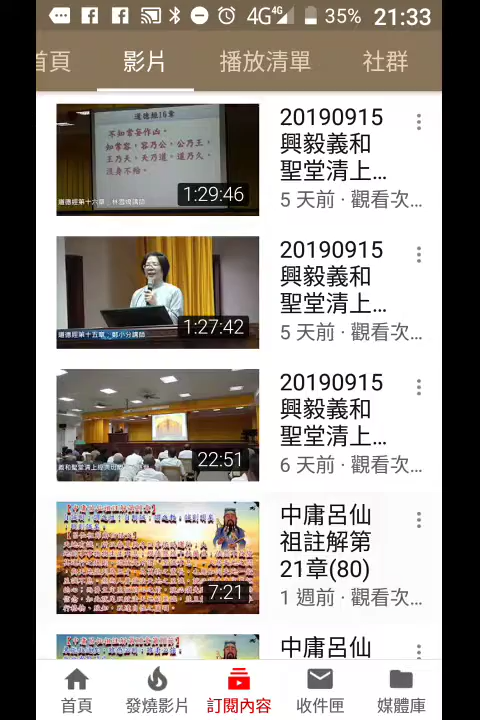 4G 4G 35% 21:33
首頁 影片 播放清單 社群
道德經16章
不知常妄作凶。
知常容，容乃公，公乃王，
王乃天，天乃道，道乃久，
沒身不殆。
1:29:46
20190915
興毅義和
聖堂清上...
5 天前 · 觀看次...
1:27:42
20190915
興毅義和
聖堂清上...
5 天前 · 觀看次...
22:51
20190915
興毅義和
聖堂清上...
6 天前 · 觀看次...
7:21
中庸呂仙
祖註解第
21章(80)
1 週前 · 觀看次...
中庸呂仙
首頁 發燒影片 訂閱內容 收件匣 媒體庫